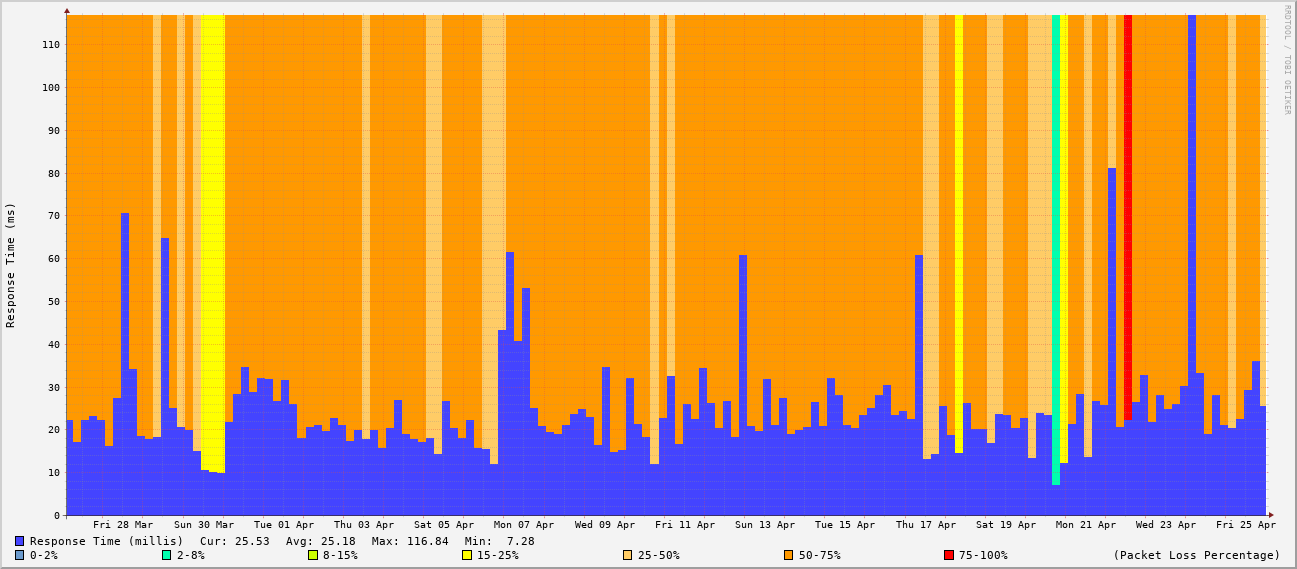 RRDTOOL / TOBI OETIKER
Response Time (ms)
110
100
90
80
70
60
50
40
30
20
10
0
Fri 28 Mar Sun 30 Mar Tue 01 Apr Thu 03 Apr Sat 05 Apr Mon 07 Apr Wed 09 Apr Fri 11 Apr Sun 13 Apr Tue 15 Apr Thu 17 Apr Sat 19 Apr Mon 21 Apr Wed 23 Apr Fri 25 Apr
Response Time (millis) Cur: 25.53 Avg: 25.18 Max: 116.84 Min: 7.28
0-2% 2-8% 8-15% 15-25% 25-50% 50-75% 75-100% (Packet Loss Percentage)